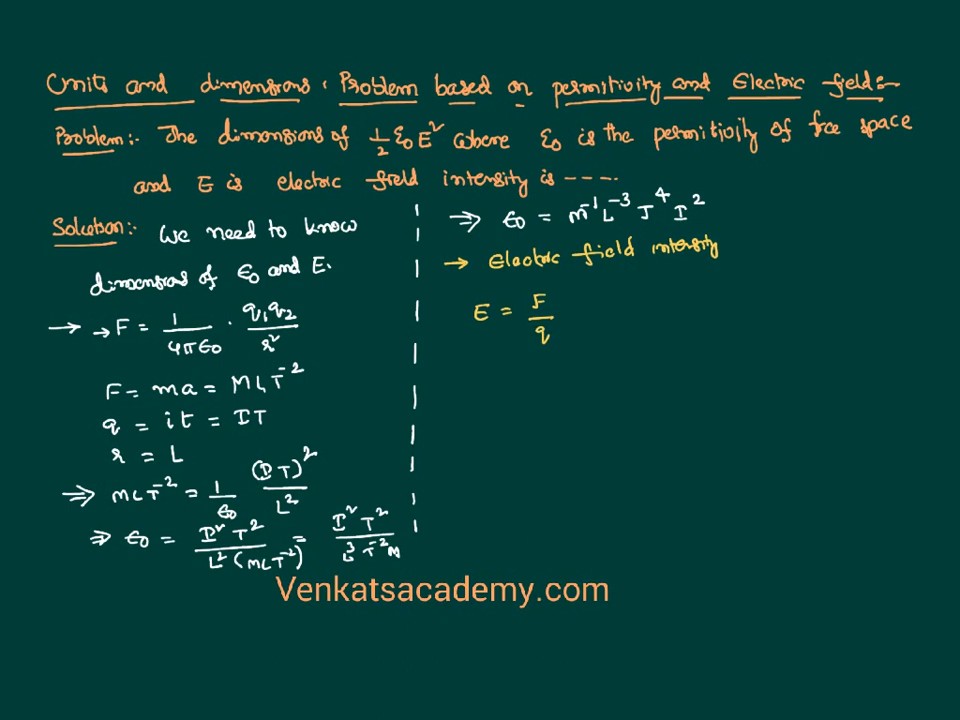 Units and dimensions: Problem based on permitivity and Electric field:-
Problem:- The dimensions of 1/2 ε0 E² where ε0 is the permitivity of free space
and E is electric field intensity is ----.
Solution:- We need to know
dimensions of ε0 and E.
→ → F = 1/4πε0 · q1q2/r²
F = ma = MLT⁻²
q = it = IT
r = L
⇒ MLT⁻² = 1/ε0 (IT)²/L²
⇒ ε0 = I²T²/L²(MLT⁻²) = I²T²/L³T⁻²M
⇒ ε0 = M⁻¹L⁻³T⁴I²
→ Electric field intensity
E = F/q
Venkatsacademy.com